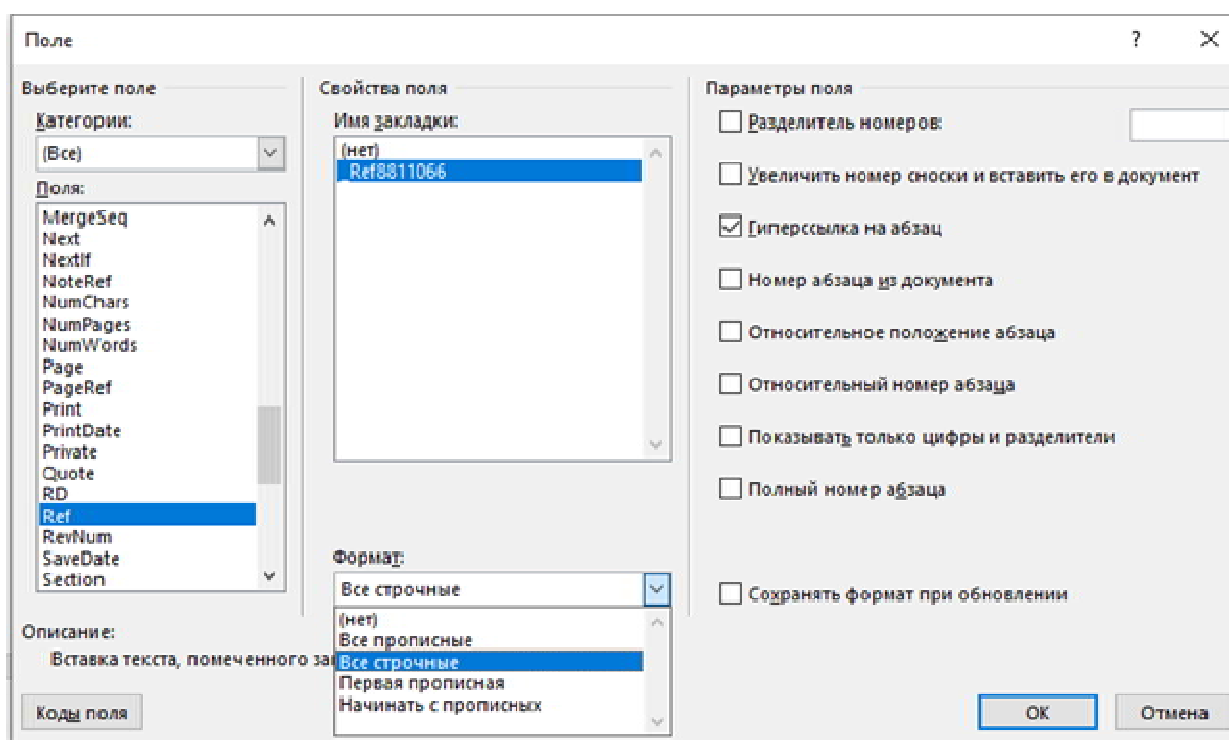 Поле
?
Выберите поле
Категории:
(Все)
Поля:
MergeSeq
Next
NextIf
NoteRef
NumChars
NumPages
NumWords
Page
PageRef
Print
PrintDate
Private
Quote
RD
Ref
RevNum
SaveDate
Section
Описание:
Вставка текста, помеченного за
Коды поля
Свойства поля
Имя закладки:
(нет)
_Ref8811066
Формат:
Все строчные
(нет)
Все прописные
Все строчные
Первая прописная
Начинать с прописных
Параметры поля
Разделитель номеров:
Увеличить номер сноски и вставить его в документ
Гиперссылка на абзац
Номер абзаца из документа
Относительное положение абзаца
Относительный номер абзаца
Показывать только цифры и разделители
Полный номер абзаца
Сохранять формат при обновлении
ОК
Отмена